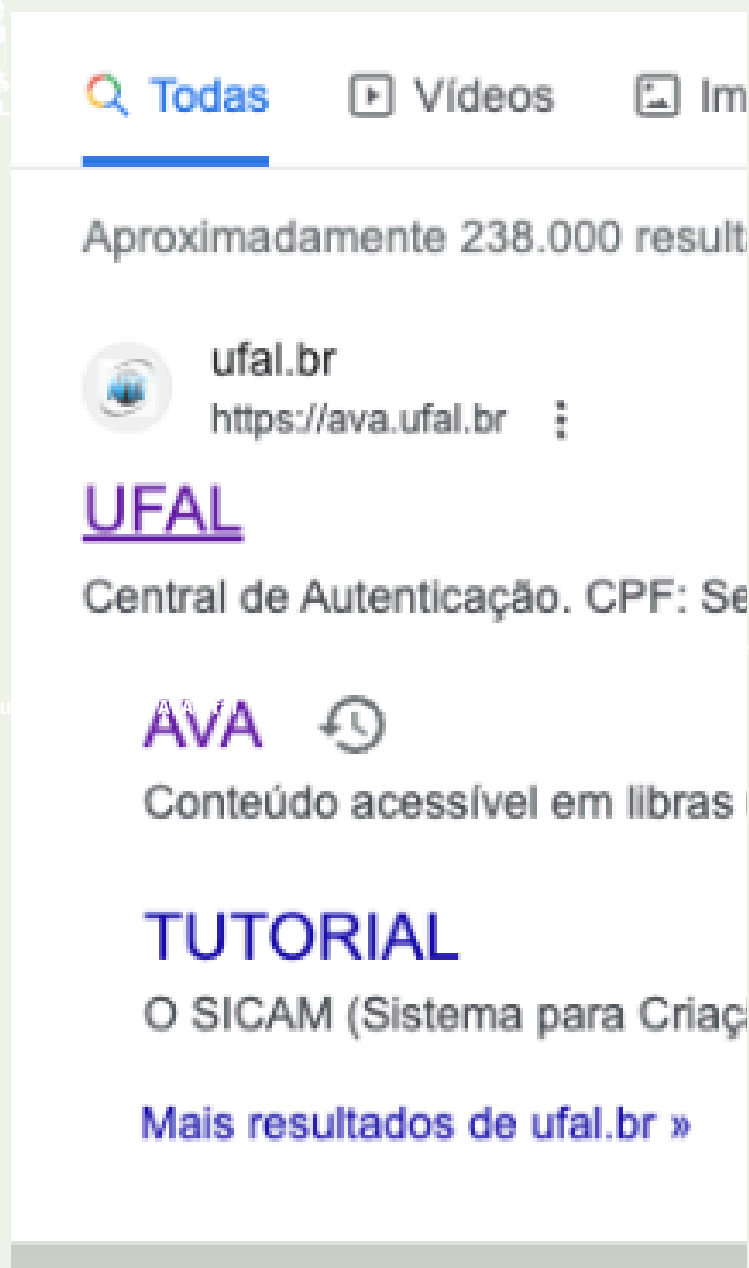 Todas Vídeos Im
Aproximadamente 238.000 result
ufal.br
https://ava.ufal.br
UFAL
Central de Autenticação. CPF: Se
AVA
Conteúdo acessível em libras
TUTORIAL
O SICAM (Sistema para Criaç
Mais resultados de ufal.br »